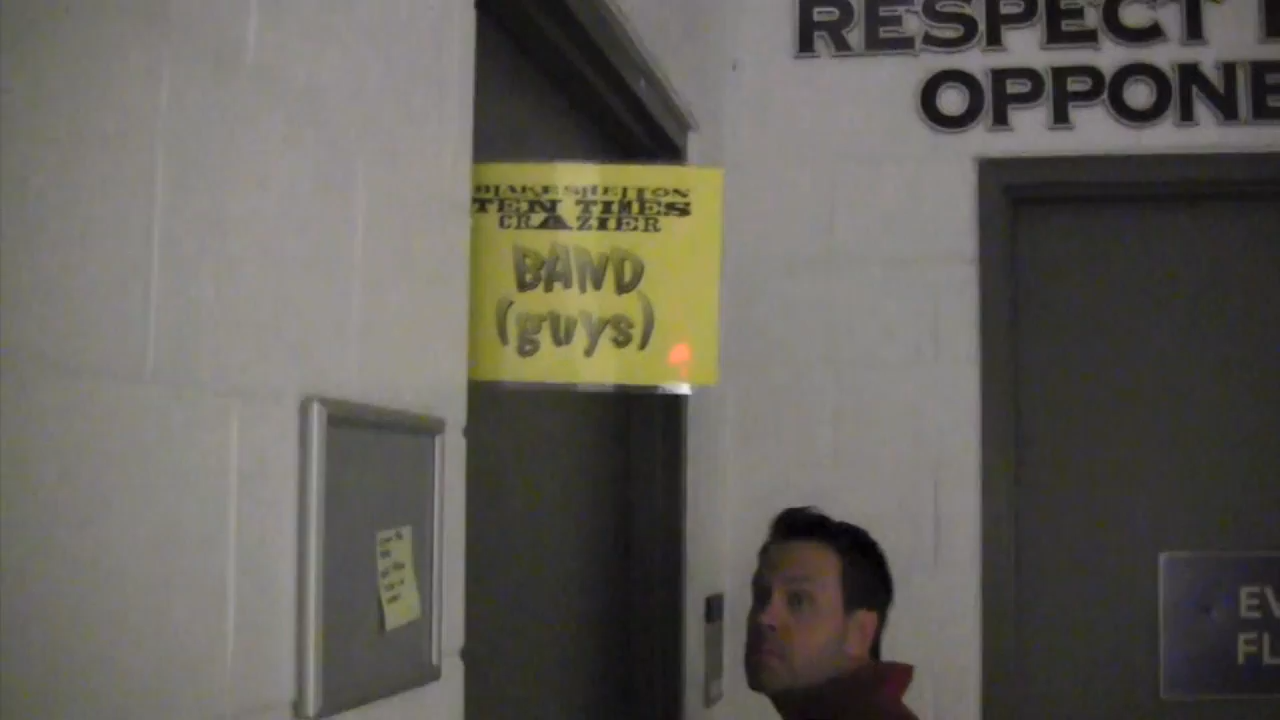 RESPECT
OPPONE
BLAKE SHELTON
TEN TIMES
CRAZIER
BAND
(guys)
EV
FL